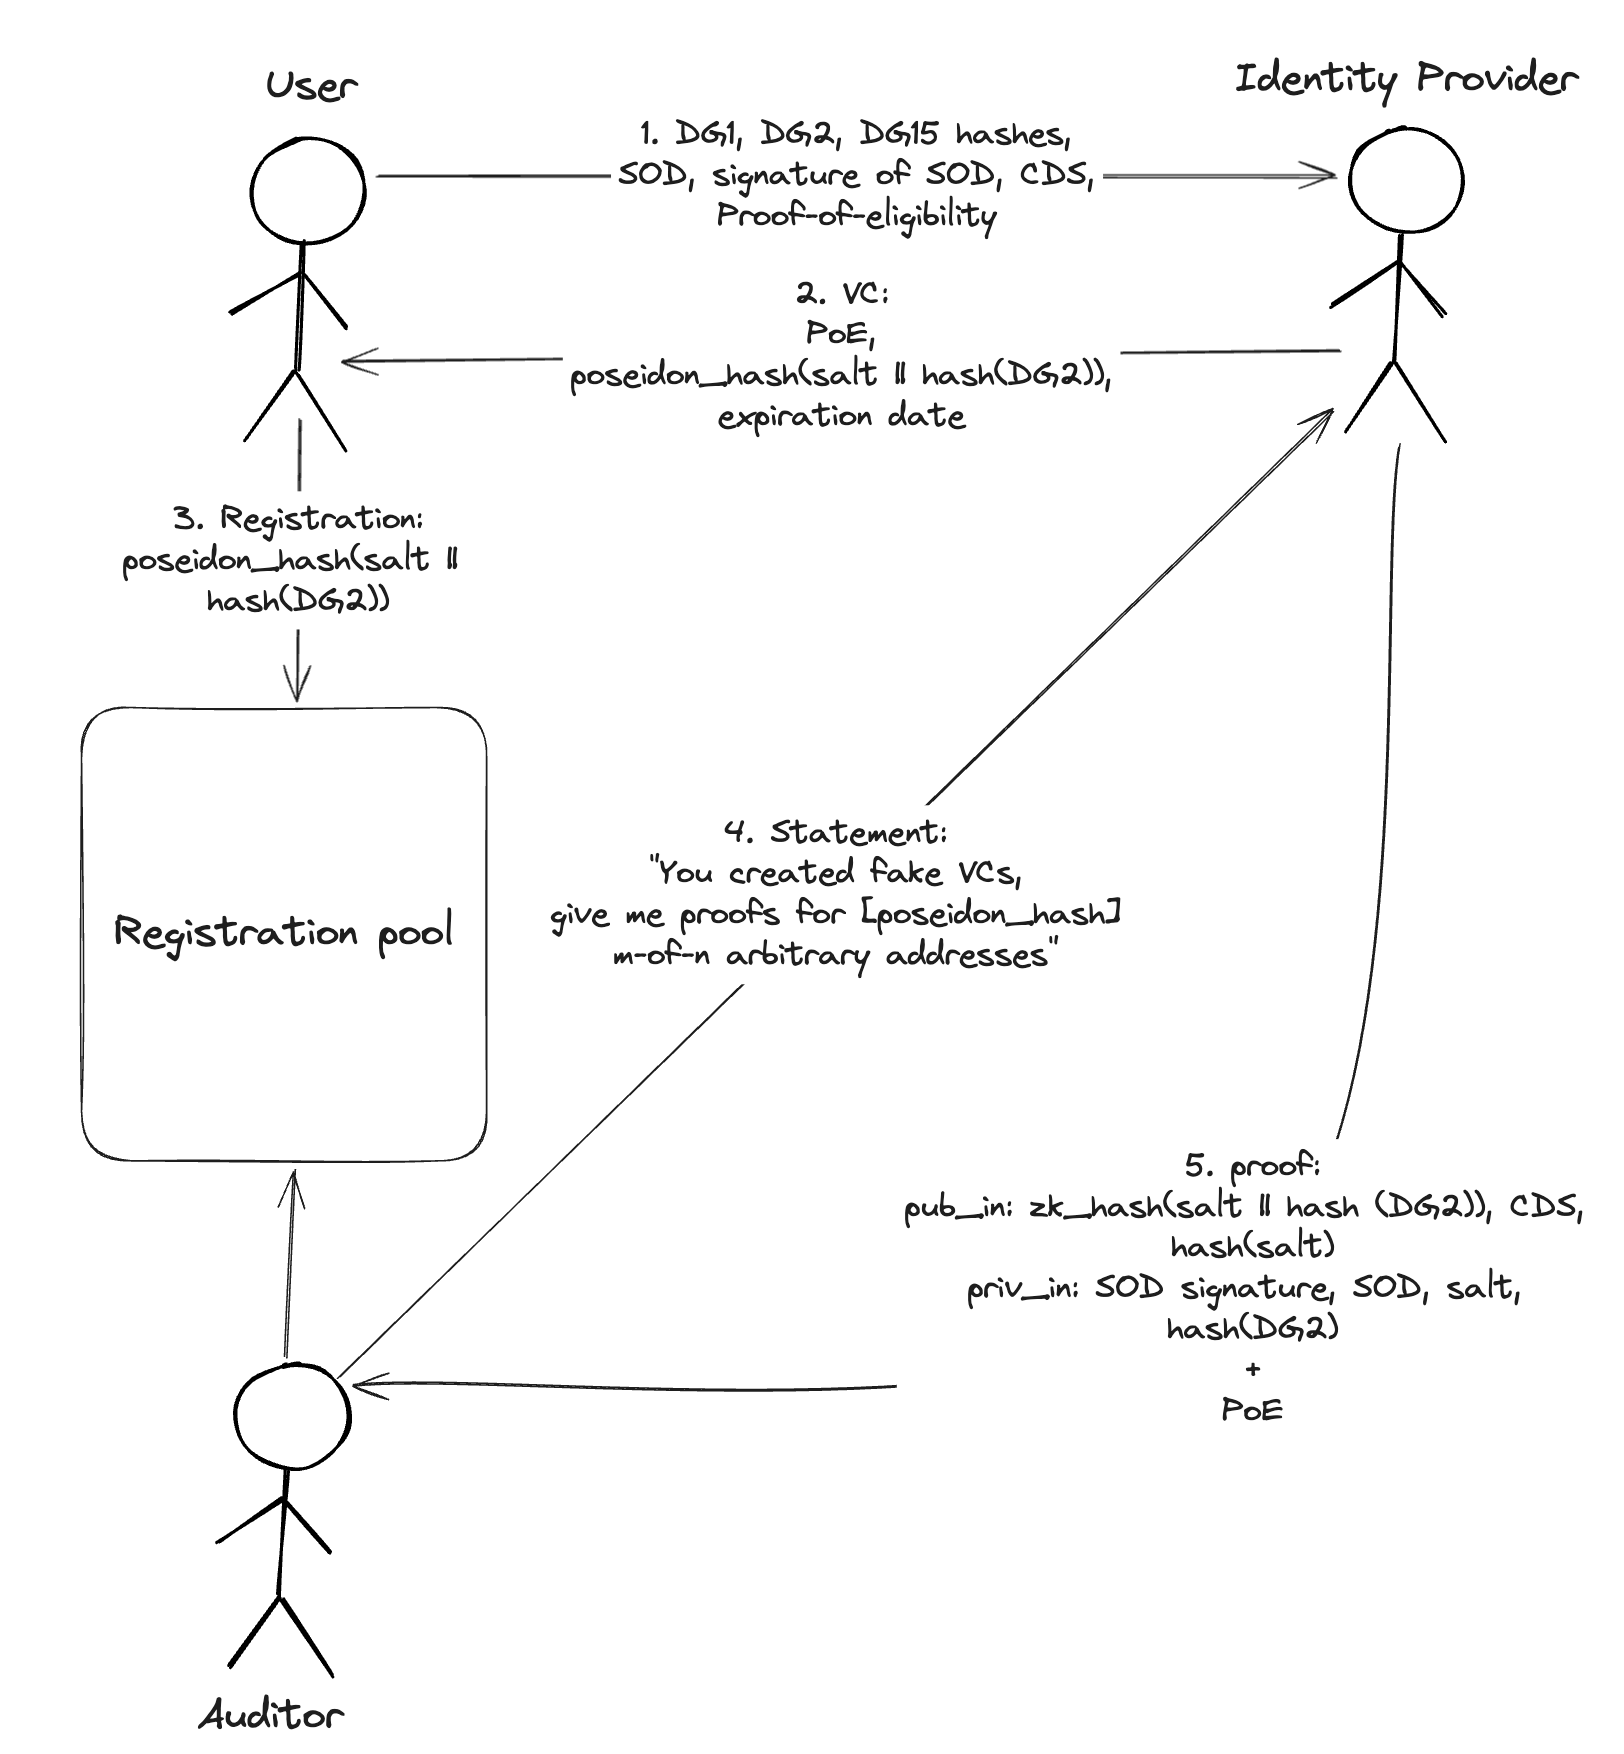 User
Identity Provider
1. DG1, DG2, DG15 hashes,
SOD, signature of SOD, CDS,
Proof-of-eligibility
2. VC:
PoE,
poseidon_hash(salt || hash(DG2)),
expiration date
3. Registration:
poseidon_hash(salt ||
hash(DG2))
Registration pool
4. Statement:
"You created fake VCs,
give me proofs for [poseidon_hash]
m-of-n arbitrary addresses"
5. proof:
pub_in: zk_hash(salt || hash (DG2)), CDS,
hash(salt)
priv_in: SOD signature, SOD, salt,
hash(DG2)
+
PoE
Auditor